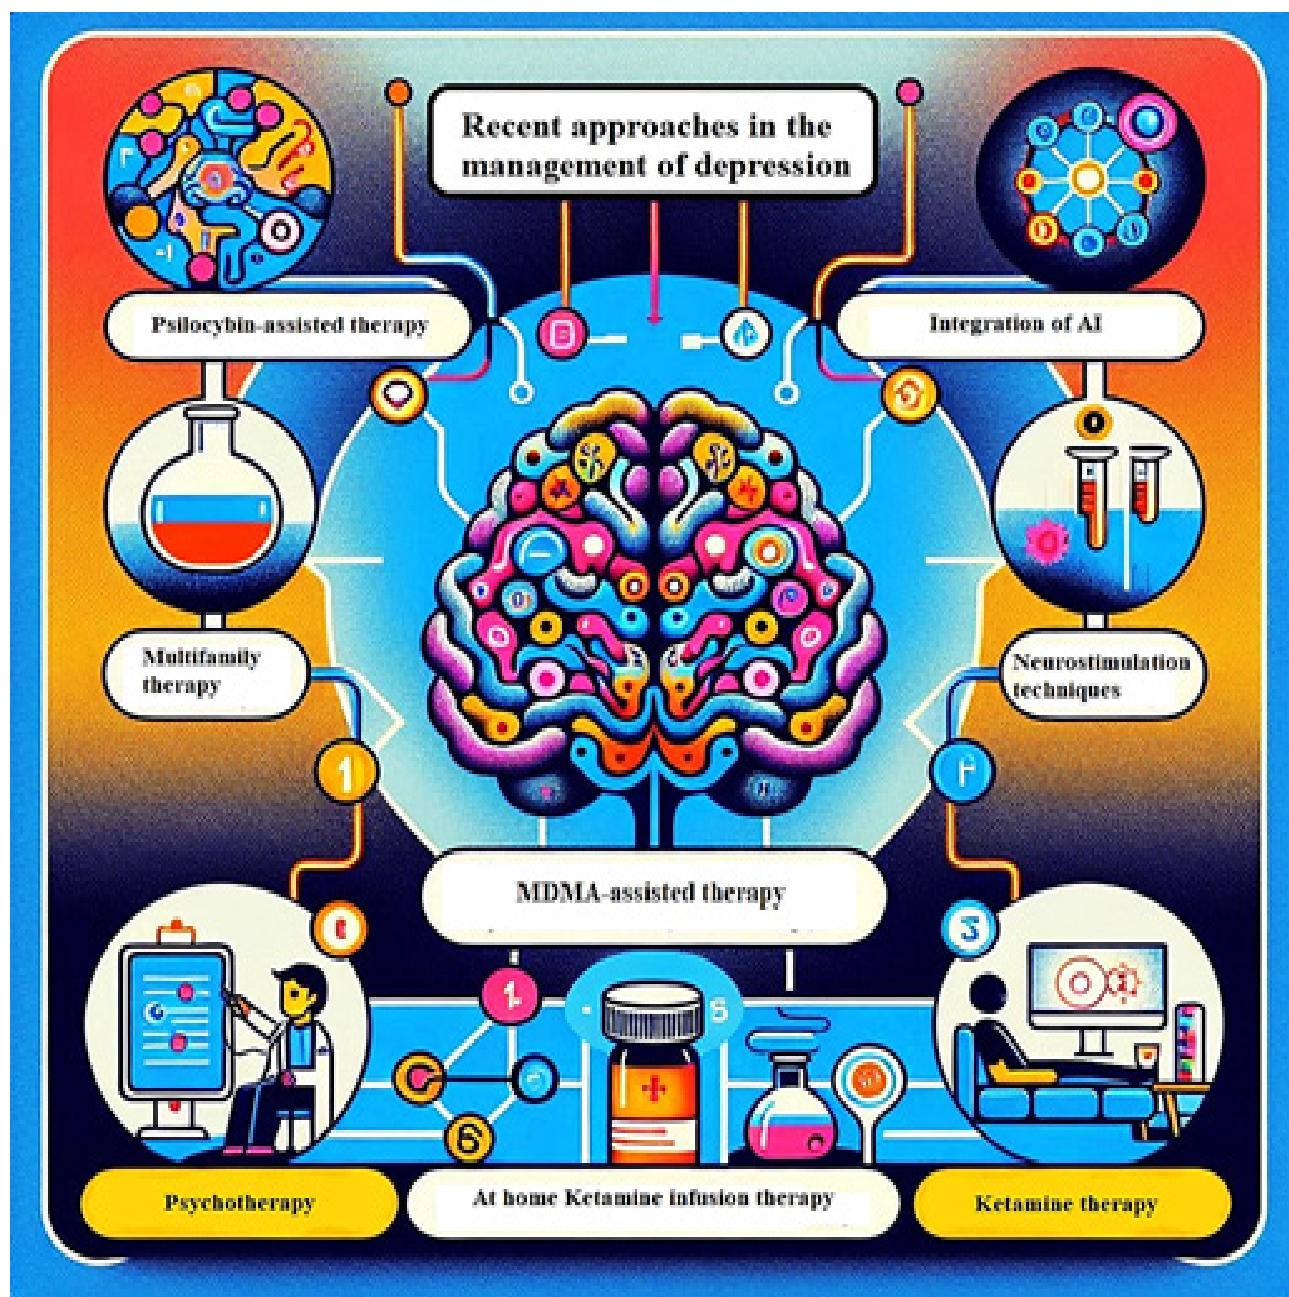 Recent approaches in the
management of depression
Psilocybin-assisted therapy
Integration of AI
Multifamily
therapy
Neurostimulation
techniques
MDMA-assisted therapy
Psychotherapy
At home Ketamine infusion therapy
Ketamine therapy